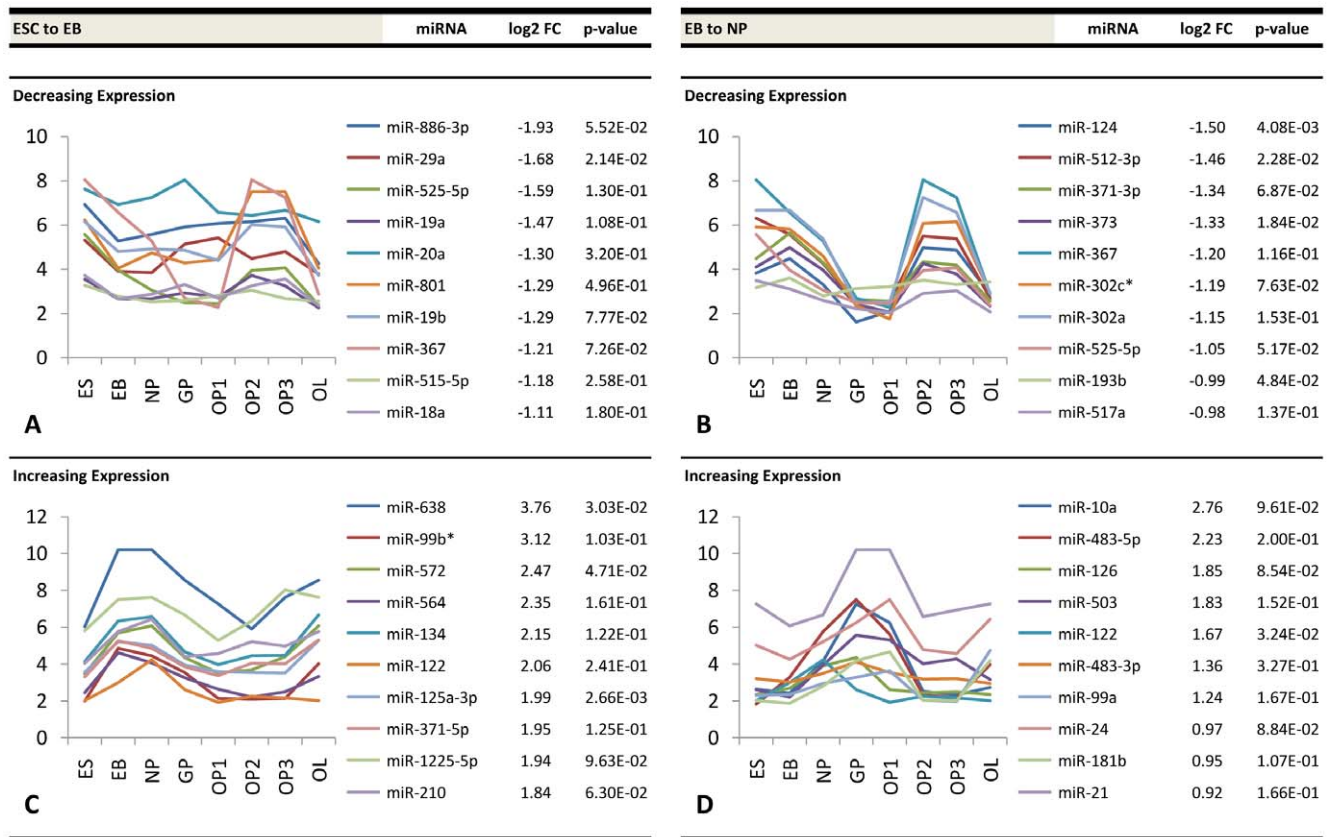 ESC to EB miRNA log2 FC p-value
Decreasing Expression
10
8
6
4
2
0
ES EB NP GP OP1 OP2 OP3 OL
miR-886-3p -1.93 5.52E-02
miR-29a -1.68 2.14E-02
miR-525-5p -1.59 1.30E-01
miR-19a -1.47 1.08E-01
miR-20a -1.30 3.20E-01
miR-801 -1.29 4.96E-01
miR-19b -1.29 7.77E-02
miR-367 -1.21 7.26E-02
miR-515-5p -1.18 2.58E-01
miR-18a -1.11 1.80E-01
A
EB to NP miRNA log2 FC p-value
Decreasing Expression
10
8
6
4
2
0
ES EB NP GP OP1 OP2 OP3 OL
miR-124 -1.50 4.08E-03
miR-512-3p -1.46 2.28E-02
miR-371-3p -1.34 6.87E-02
miR-373 -1.33 1.84E-02
miR-367 -1.20 1.16E-01
miR-302c* -1.19 7.63E-02
miR-302a -1.15 1.53E-01
miR-525-5p -1.05 5.17E-02
miR-193b -0.99 4.84E-02
miR-517a -0.98 1.37E-01
B
Increasing Expression
12
10
8
6
4
2
0
ES EB NP GP OP1 OP2 OP3 OL
miR-638 3.76 3.03E-02
miR-99b* 3.12 1.03E-01
miR-572 2.47 4.71E-02
miR-564 2.35 1.61E-01
miR-134 2.15 1.22E-01
miR-122 2.06 2.41E-01
miR-125a-3p 1.99 2.66E-03
miR-371-5p 1.95 1.25E-01
miR-1225-5p 1.94 9.63E-02
miR-210 1.84 6.30E-02
C
Increasing Expression
12
10
8
6
4
2
0
ES EB NP GP OP1 OP2 OP3 OL
miR-10a 2.76 9.61E-02
miR-483-5p 2.23 2.00E-01
miR-126 1.85 8.54E-02
miR-503 1.83 1.52E-01
miR-122 1.67 3.24E-02
miR-483-3p 1.36 3.27E-01
miR-99a 1.24 1.67E-01
miR-24 0.97 8.84E-02
miR-181b 0.95 1.07E-01
miR-21 0.92 1.66E-01
D